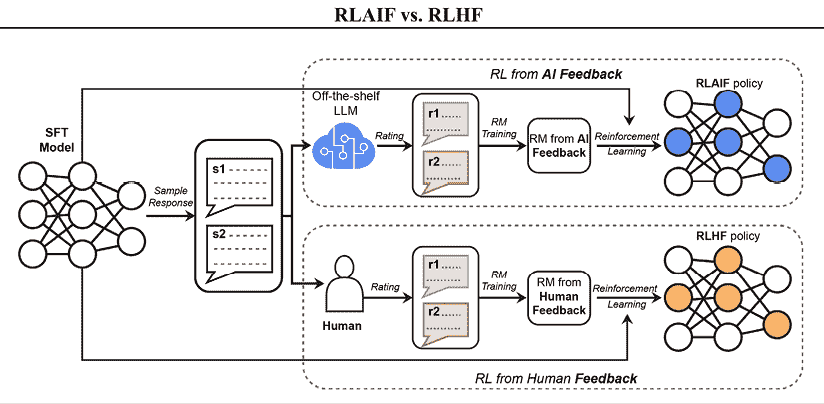 RLAIF vs. RLHF
RL from AI Feedback
SFT
Model
Sample
Response
s1
s2
Off-the-shelf
LLM
Rating
r1 ......
r2 ......
RM
Training
RM from AI
Feedback
Reinforcement
Learning
RLAIF policy
Human
Rating
r1 ......
r2 ......
RM
Training
RM from
Human
Feedback
Reinforcement
Learning
RLHF policy
RL from Human Feedback